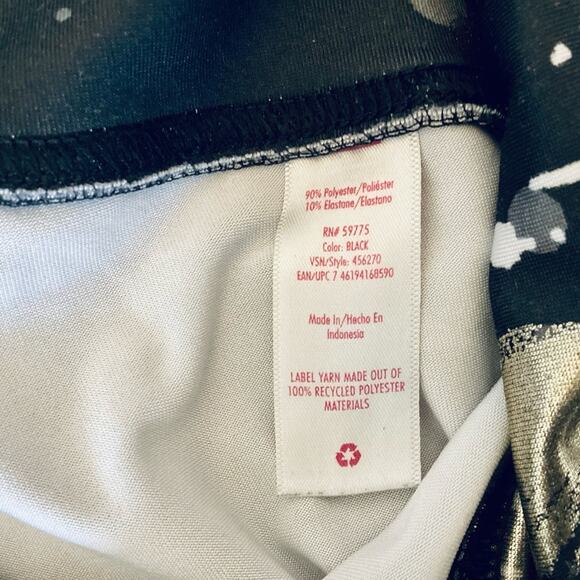 90% Polyester/Poliéster
10% Elastane/Elastano
RN# 59775
Color: BLACK
VSN/Style: 456270
EAN/UPC 7 46194168590
Made In/Hecho En
Indonesia
LABEL YARN MADE OUT OF
100% RECYCLED POLYESTER
MATERIALS